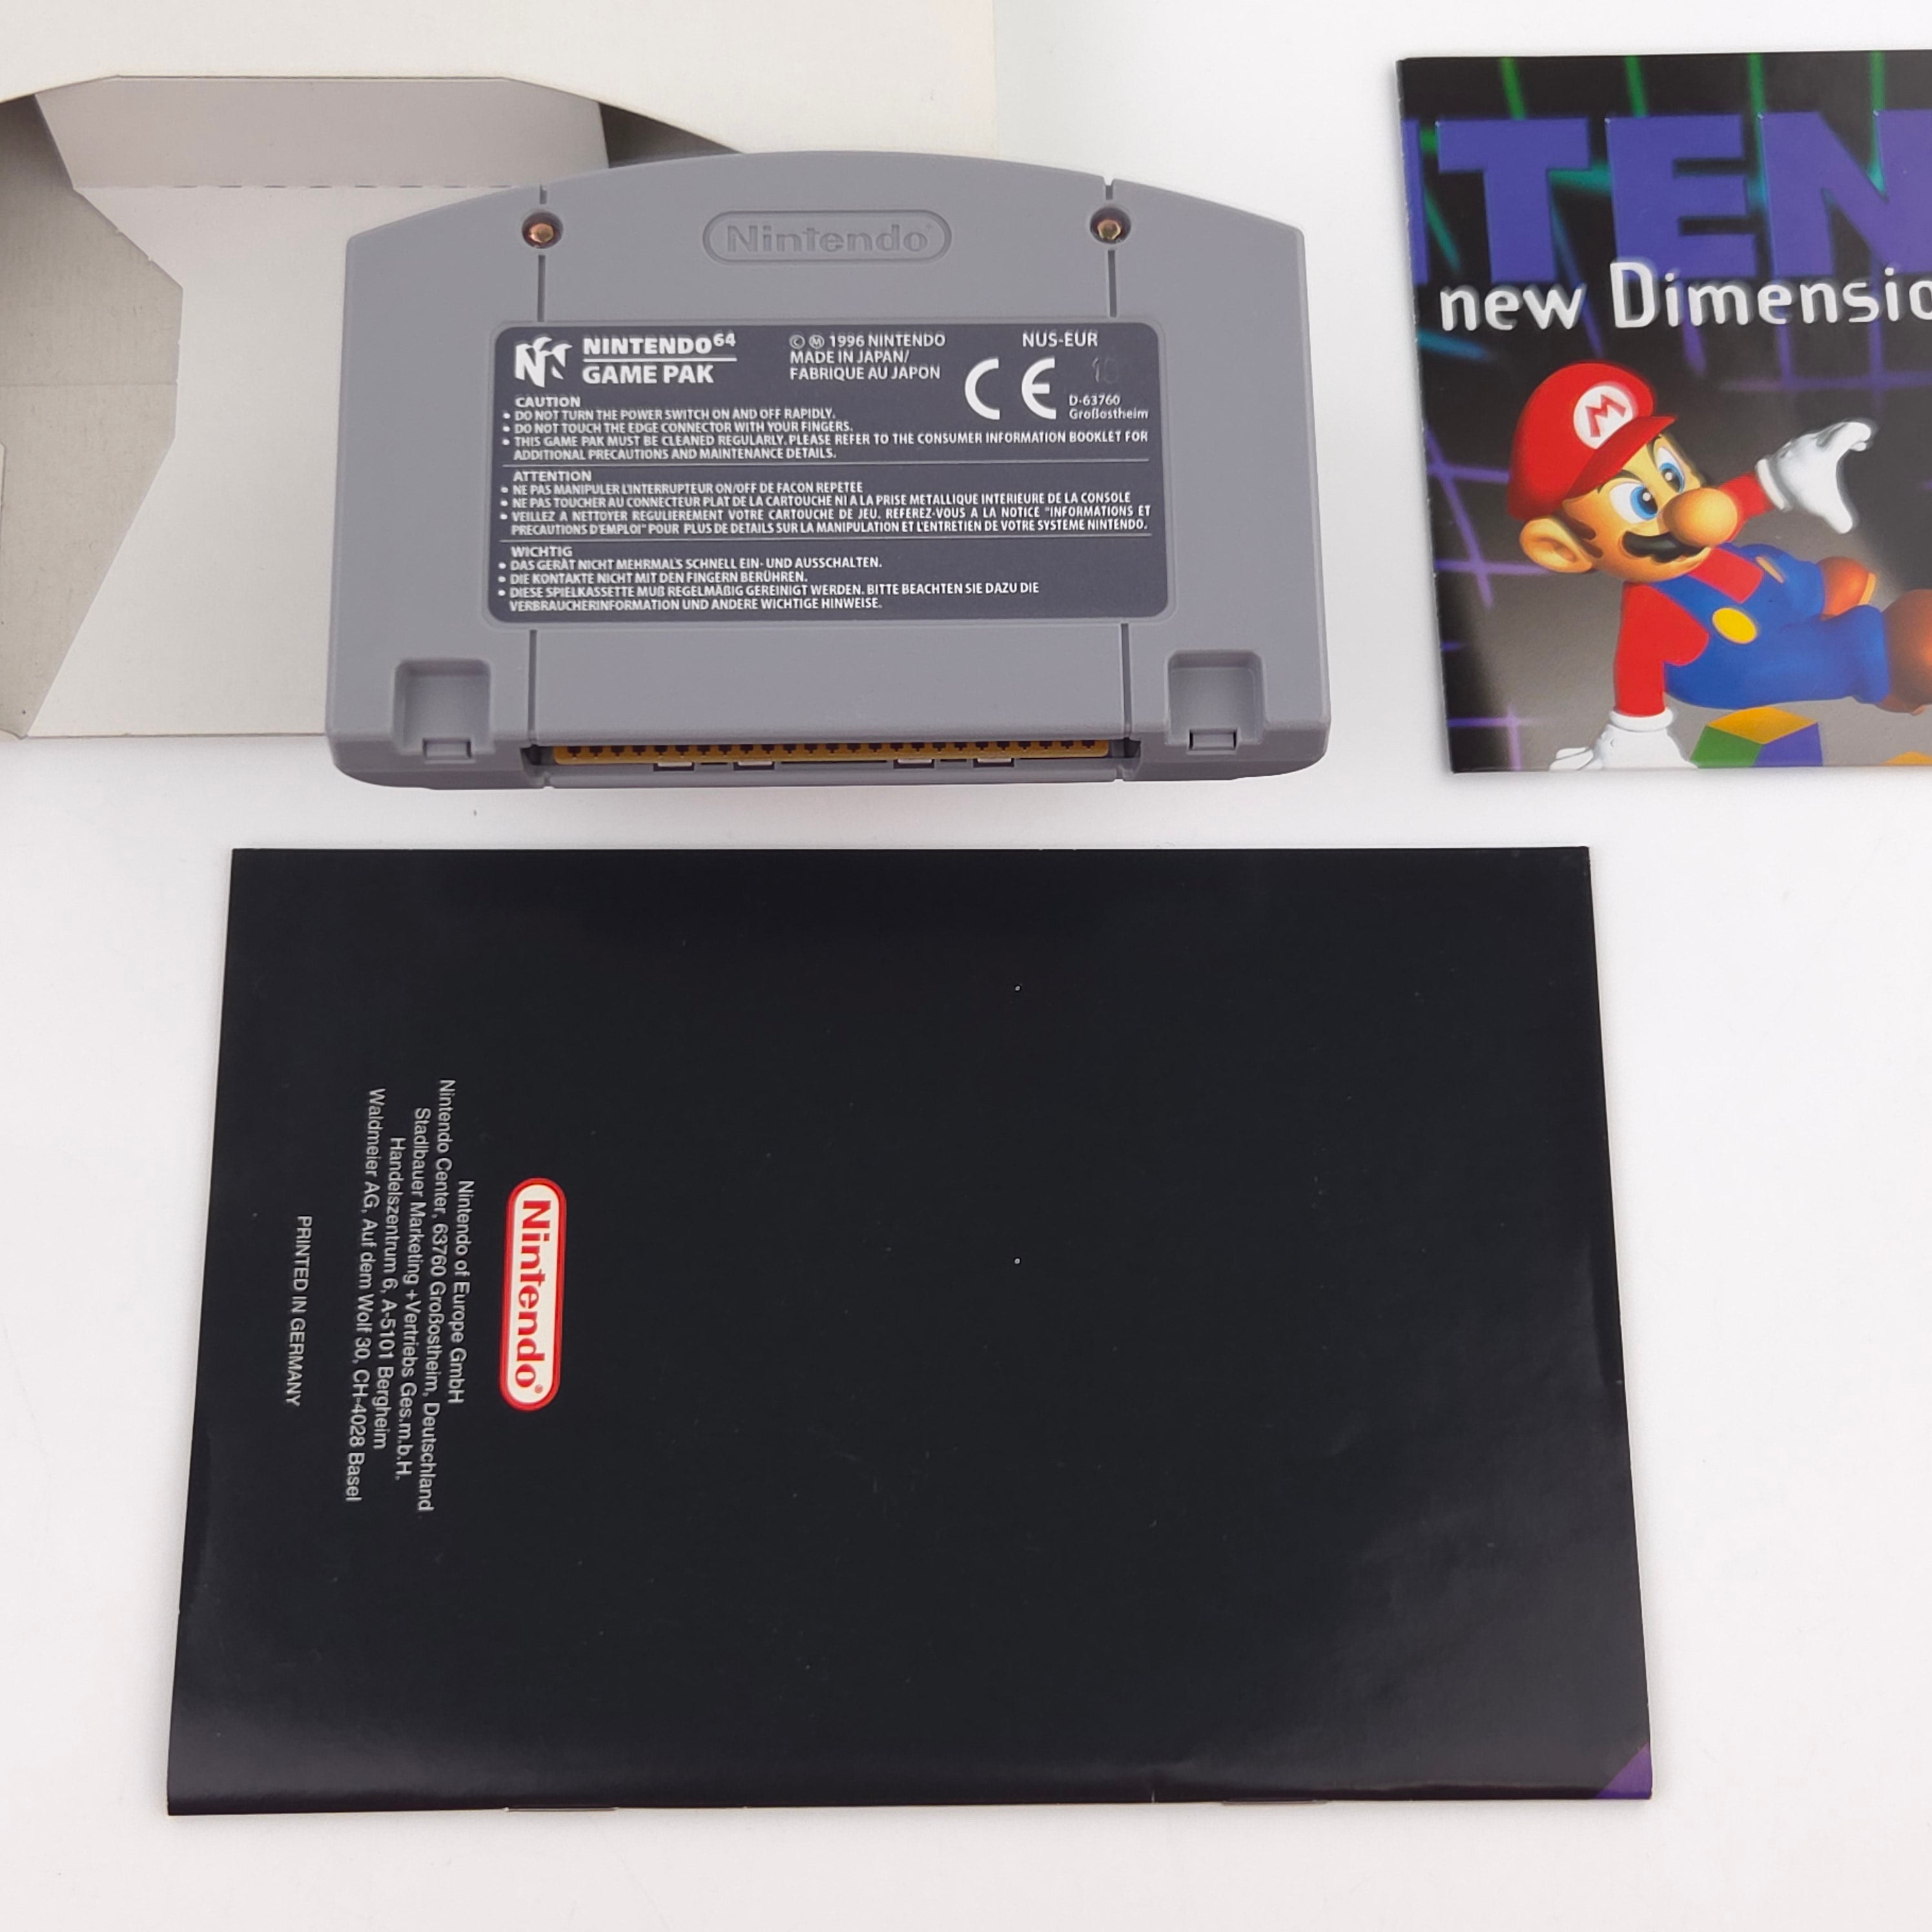 Nintendo®
NINTENDO64
GAME PAK
© Ⓜ 1996 NINTENDO
MADE IN JAPAN/
FABRIQUE AU JAPON
NUS-EUR
CE
D-63760
Großostheim
CAUTION
• DO NOT TURN THE POWER SWITCH ON AND OFF RAPIDLY.
• DO NOT TOUCH THE EDGE CONNECTOR WITH YOUR FINGERS.
• THIS GAME PAK MUST BE CLEANED REGULARLY. PLEASE REFER TO THE CONSUMER INFORMATION BOOKLET FOR
ADDITIONAL PRECAUTIONS AND MAINTENANCE DETAILS.
ATTENTION
• NE PAS MANIPULER L'INTERRUPTEUR ON/OFF DE FACON REPETEE
• NE PAS TOUCHER AU CONNECTEUR PLAT DE LA CARTOUCHE NI A LA PRISE METALLIQUE INTERIEURE DE LA CONSOLE
• VEILLEZ A NETTOYER REGULIEREMENT VOTRE CARTOUCHE DE JEU. REFEREZ-VOUS A LA NOTICE "INFORMATIONS ET
PRECAUTIONS D'EMPLOI" POUR PLUS DE DETAILS SUR LA MANIPULATION ET L'ENTRETIEN DE VOTRE SYSTEME NINTENDO.
WICHTIG
• DAS GERÄT NICHT MEHRMALS SCHNELL EIN- UND AUSSCHALTEN.
• DIE KONTAKTE NICHT MIT DEN FINGERN BERÜHREN.
• DIESE SPIELKASSETTE MUß REGELMÄßIG GEREINIGT WERDEN. BITTE BEACHTEN SIE DAZU DIE
VERBRAUCHERINFORMATION UND ANDERE WICHTIGE HINWEISE.
TEN
new Dimensio
M
Nintendo®
Nintendo of Europe GmbH
Nintendo Center, 63760 Großostheim, Deutschland
Stadlbauer Marketing +Vertriebs Ges.m.b.H.
Handelszentrum 6, A-5101 Bergheim
Waldmeier AG, Auf dem Wolf 30, CH-4028 Basel
PRINTED IN GERMANY